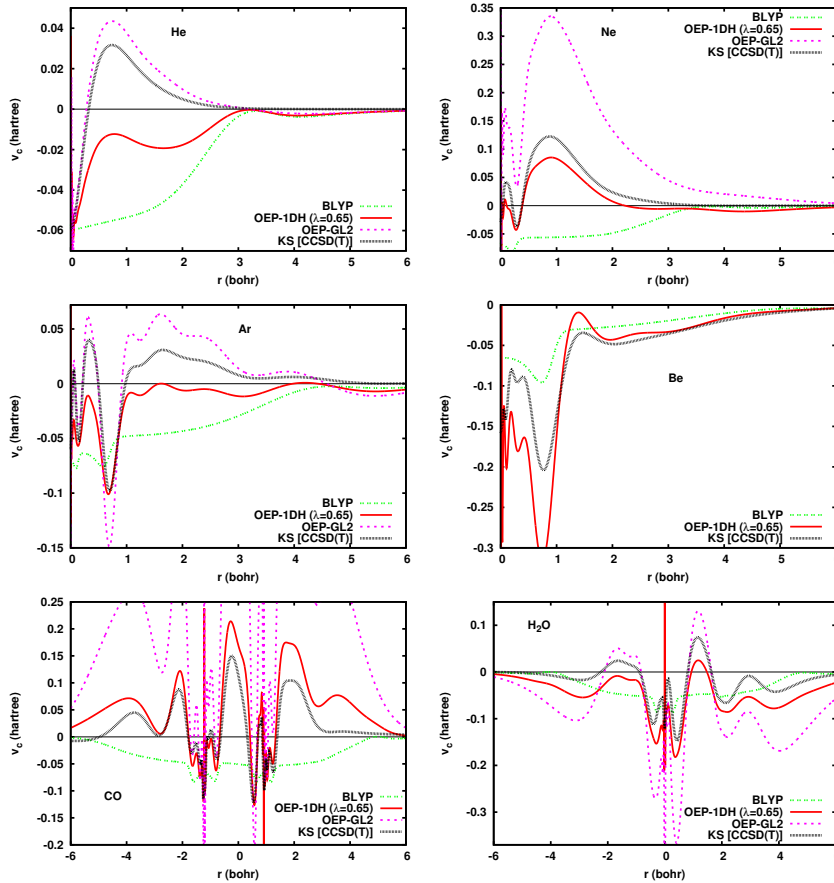 He
v_c (hartree)
0.04
0.02
0
-0.02
-0.04
-0.06
BLYP
OEP-1DH (λ=0.65)
OEP-GL2
KS [CCSD(T)]
0 1 2 3 4 5 6
r (bohr)
Ne
v_c (hartree)
0.30
0.25
0.20
0.15
0.10
0.05
0
-0.05
BLYP
OEP-1DH (λ=0.65)
OEP-GL2
KS [CCSD(T)]
0 1 2 3 4 5 6
r (bohr)
Ar
v_c (hartree)
0.05
0
-0.05
-0.1
-0.15
BLYP
OEP-1DH (λ=0.65)
OEP-GL2
KS [CCSD(T)]
0 1 2 3 4 5 6
r (bohr)
Be
v_c (hartree)
0
-0.05
-0.1
-0.15
-0.2
-0.25
-0.3
BLYP
OEP-1DH (λ=0.65)
KS [CCSD(T)]
0 1 2 3 4 5
r (bohr)
CO
v_c (hartree)
0.25
0.2
0.15
0.1
0.05
0
-0.05
-0.1
-0.15
-0.2
BLYP
OEP-1DH (λ=0.65)
OEP-GL2
KS [CCSD(T)]
-6 -4 -2 0 2 4 6
r (bohr)
H₂O
v_c (hartree)
0.1
0
-0.1
-0.2
-0.3
BLYP
OEP-1DH (λ=0.65)
OEP-GL2
KS [CCSD(T)]
-6 -4 -2 0 2 4
r (bohr)